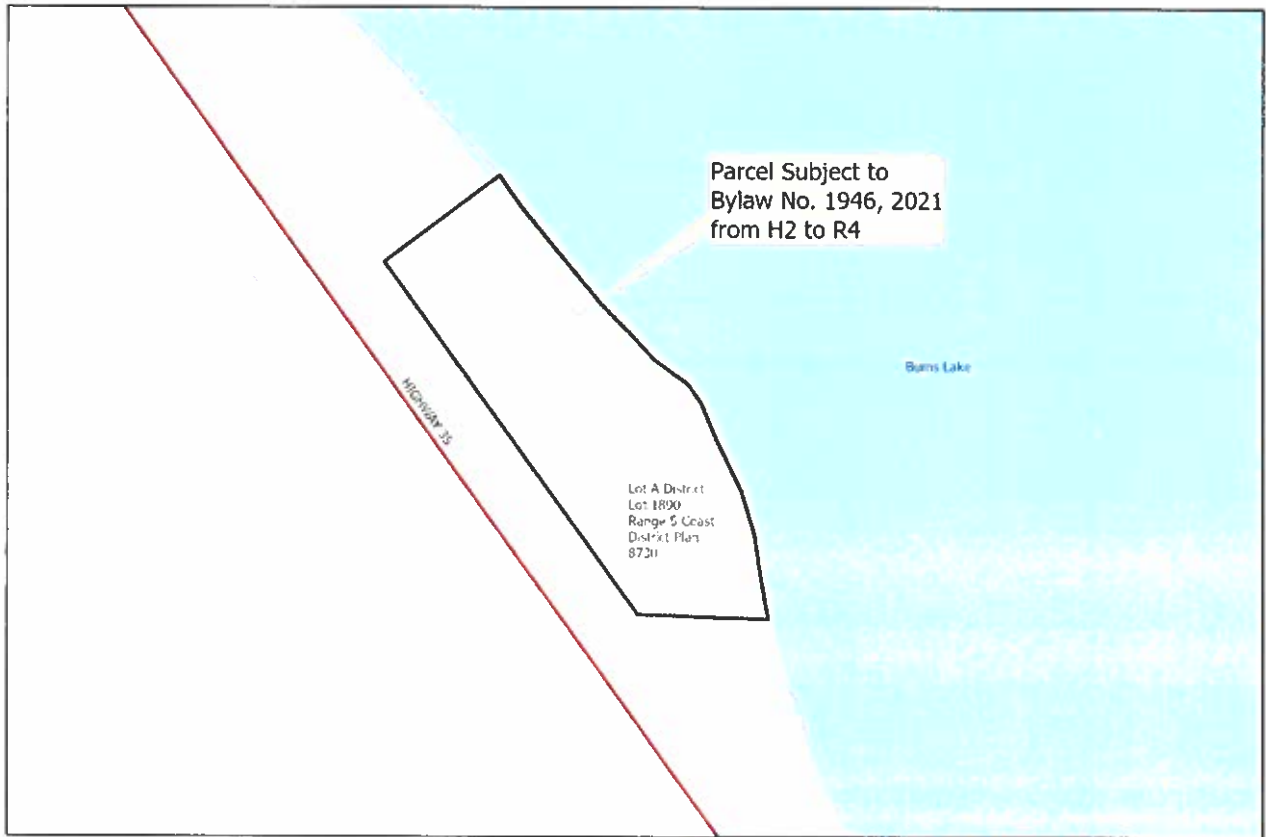 Parcel Subject to
Bylaw No. 1946, 2021
from H2 to R4
Burns Lake
HIGHWAY 35
Lot A District
Lot 1890
Range 5 Coast
District Plan
8730